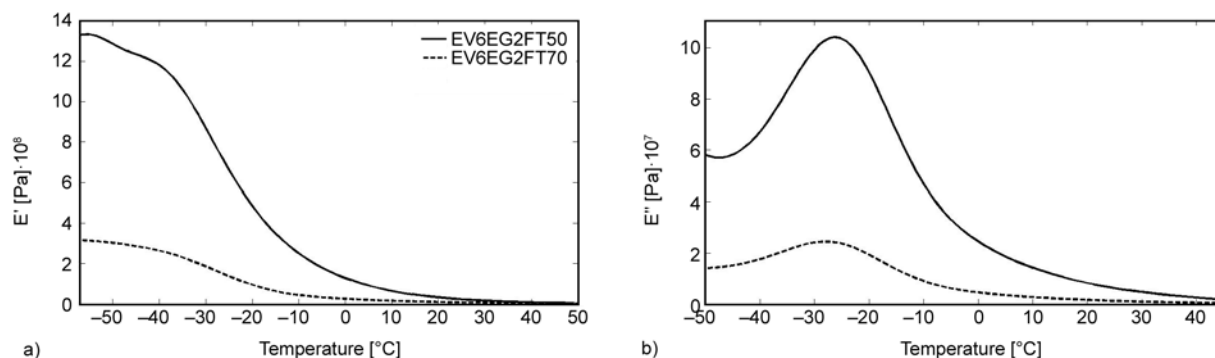 14
12
10
8
6
4
2
0
E' [Pa]·10⁸
EV6EG2FT50
EV6EG2FT70
–50 –40 –30 –20 –10 0 10 20 30 40 50
Temperature [°C]
a)
10
8
6
4
2
0
E" [Pa]·10⁷
–50 –40 –30 –20 –10 0 10 20 30 40
Temperature [°C]
b)